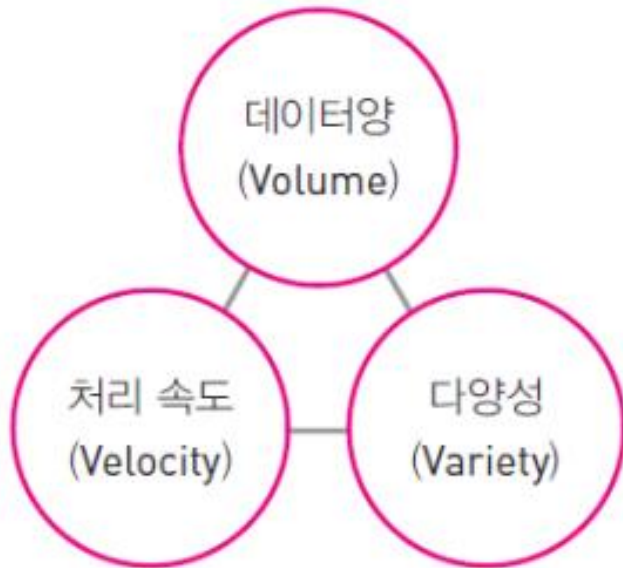 데이터양
(Volume)
처리 속도
(Velocity)
다양성
(Variety)